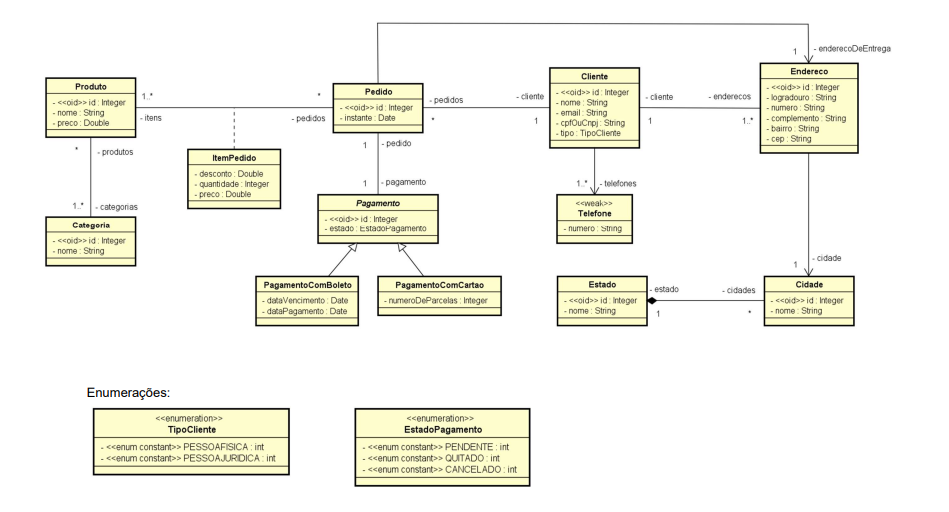 1
- enderecoDeEntrega
Produto
- <<oid>> id : Integer
- nome : String
- preco : Double
1..*
- itens
*
- pedidos
Pedido
- <<oid>> id : Integer
- instante : Date
- pedidos
*
- cliente
1
Cliente
- <<oid>> id : Integer
- nome : String
- email : String
- cpfOuCnpj : String
- tipo : TipoCliente
- cliente
1
- enderecos
1..*
Endereco
- <<oid>> id : Integer
- logradouro : String
- numero : String
- complemento : String
- bairro : String
- cep : String
*
- produtos
1..*
- categorias
ItemPedido
- desconto : Double
- quantidade : Integer
- preco : Double
1
- pedido
1
- pagamento
1..*
- telefones
<<weak>>
Telefone
- numero : String
Categoria
- <<oid>> id : Integer
- nome : String
Pagamento
- <<oid>> id : Integer
- estado : EstadoPagamento
- cidade
1
PagamentoComBoleto
- dataVencimento : Date
- dataPagamento : Date
PagamentoComCartao
- numeroDeParcelas : Integer
Estado
- <<oid>> id : Integer
- nome : String
- estado
1
- cidades
*
Cidade
- <<oid>> id : Integer
- nome : String
Enumerações:
<<enumeration>>
TipoCliente
- <<enum constant>> PESSOAFISICA : int
- <<enum constant>> PESSOAJURIDICA : int
<<enumeration>>
EstadoPagamento
- <<enum constant>> PENDENTE : int
- <<enum constant>> QUITADO : int
- <<enum constant>> CANCELADO : int